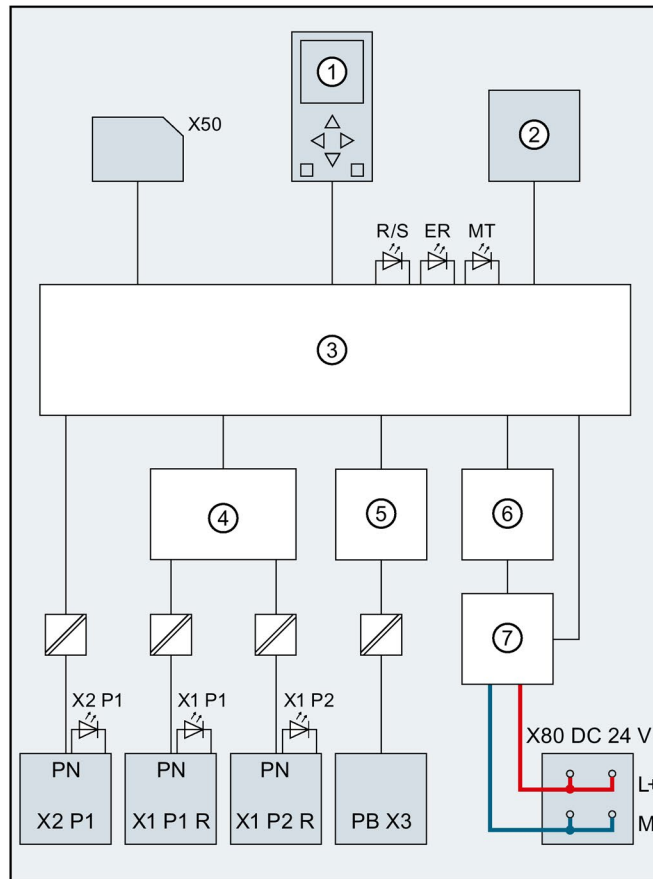 ①
X50
②
R/S ER MT
③
④
⑤
⑥
⑦
X2 P1
X1 P1
X1 P2
X80 DC 24 V
PN
PN
PN
L+
X2 P1
X1 P1 R
X1 P2 R
PB X3
M